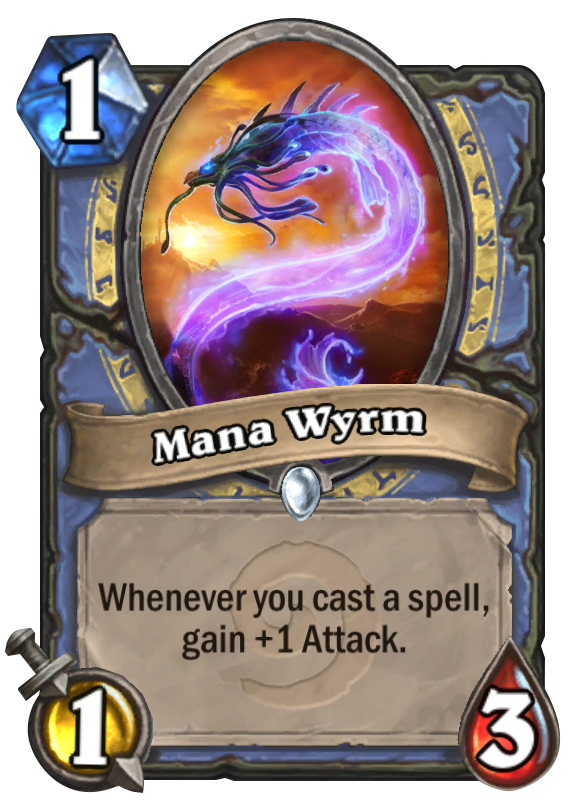 1
Mana Wyrm
Whenever you cast a spell,
gain +1 Attack.
1
3